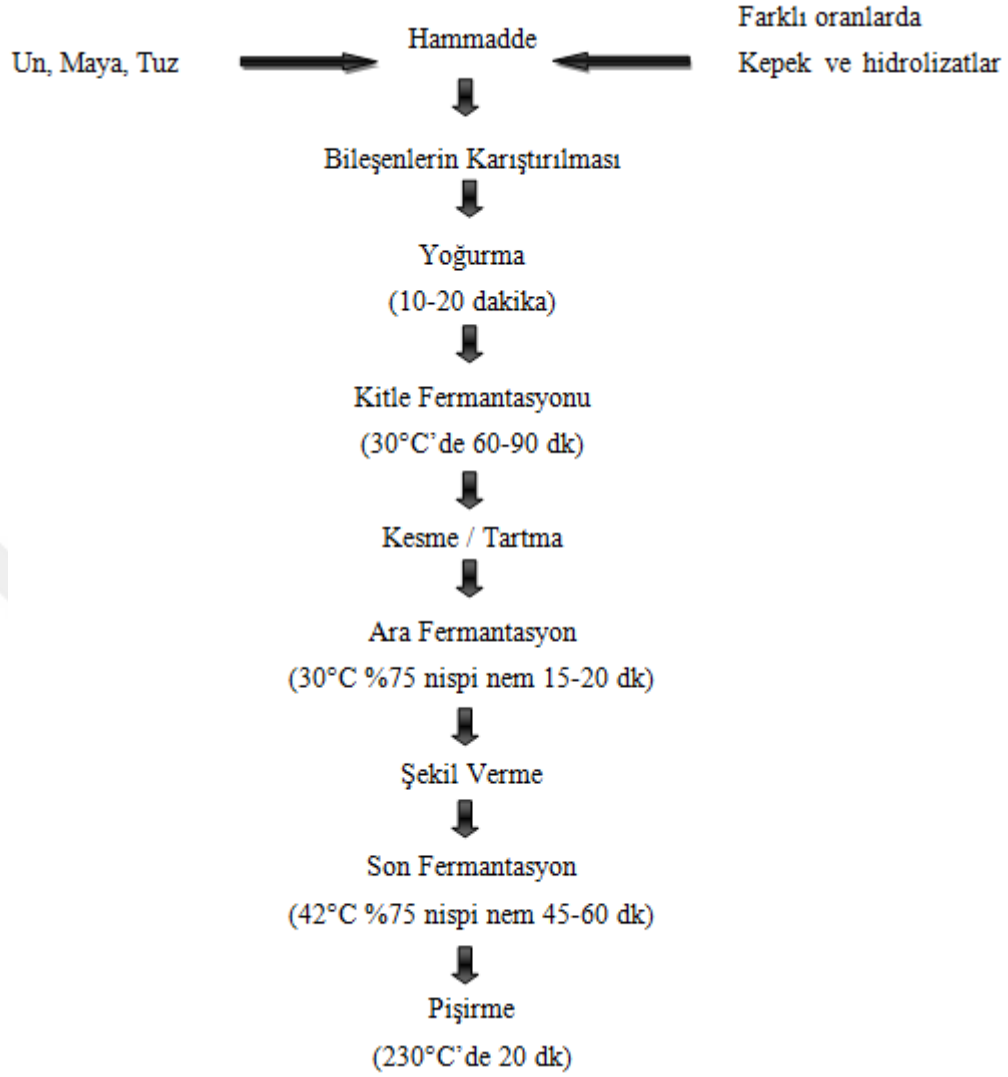 Farklı oranlarda
Hammadde
Un, Maya, Tuz
Kepek ve hidrolizatlar
Bileşenlerin Karıştırılması
Yoğurma
(10-20 dakika)
Kitle Fermantasyonu
(30°C’de 60-90 dk)
Kesme / Tartma
Ara Fermantasyon
(30°C %75 nispi nem 15-20 dk)
Şekil Verme
Son Fermantasyon
(42°C %75 nispi nem 45-60 dk)
Pişirme
(230°C’de 20 dk)